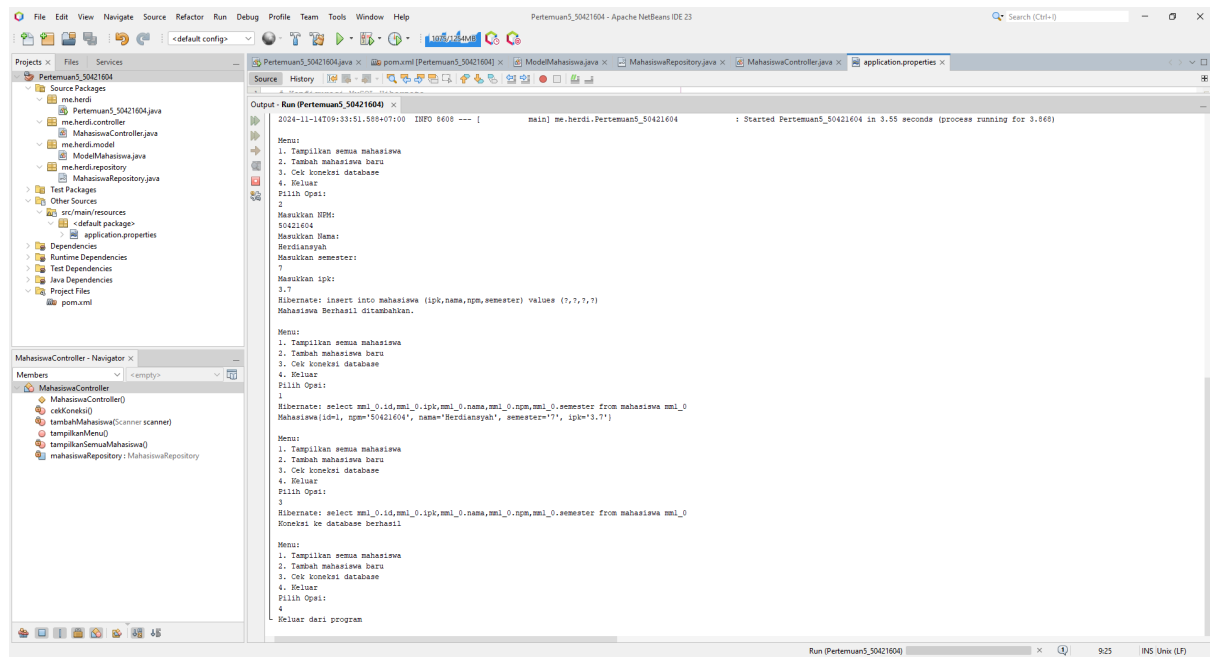 File Edit View Navigate Source Refactor Run Debug Profile Team Tools Window Help
Pertemuan5_50421604 - Apache NetBeans IDE 23
Search (Ctrl+I)
<default config>
Projects Files Services
Pertemuan5_50421604.java pom.xml [Pertemuan5_50421604] ModelMahasiswa.java MahasiswaRepository.java MahasiswaController.java application.properties
Source History
Pertemuan5_50421604
Source Packages
me.herdi
Pertemuan5_50421604.java
me.herdi.controller
MahasiswaController.java
me.herdi.model
ModelMahasiswa.java
me.herdi.repository
MahasiswaRepository.java
Test Packages
Other Sources
src/main/resources
<default package>
application.properties
Dependencies
Runtime Dependencies
Test Dependencies
Java Dependencies
Project Files
pom.xml
MahasiswaController - Navigator
Members <empty>
MahasiswaController
MahasiswaController()
cekKoneksi()
tambahMahasiswa(Scanner scanner)
tampilkanMenu()
tampilkanSemuaMahasiswa()
mahasiswaRepository : MahasiswaRepository
Output - Run (Pertemuan5_50421604)
2024-11-14T09:33:51.588+07:00 INFO 8608 --- [ main] me.herdi.Pertemuan5_50421604 : Started Pertemuan5_50421604 in 3.55 seconds (process running for 3.868)
Menu:
1. Tampilkan semua mahasiswa
2. Tambah mahasiswa baru
3. Cek koneksi database
4. Keluar
Pilih Opsi:
2
Masukkan NPM:
50421604
Masukkan Nama:
Herdiansyah
Masukkan semester:
7
Masukkan ipk:
3.7
Hibernate: insert into mahasiswa (ipk,nama,npm,semester) values (?,?,?,?)
Mahasiswa Berhasil ditambahkan.
Menu:
1. Tampilkan semua mahasiswa
2. Tambah mahasiswa baru
3. Cek koneksi database
4. Keluar
Pilih Opsi:
1
Hibernate: select mm1_0.id,mm1_0.ipk,mm1_0.nama,mm1_0.npm,mm1_0.semester from mahasiswa mm1_0
Mahasiswa{id=1, npm='50421604', nama='Herdiansyah', semester='7', ipk='3.7'}
Menu:
1. Tampilkan semua mahasiswa
2. Tambah mahasiswa baru
3. Cek koneksi database
4. Keluar
Pilih Opsi:
3
Hibernate: select mm1_0.id,mm1_0.ipk,mm1_0.nama,mm1_0.npm,mm1_0.semester from mahasiswa mm1_0
Koneksi ke database berhasil
Menu:
1. Tampilkan semua mahasiswa
2. Tambah mahasiswa baru
3. Cek koneksi database
4. Keluar
Pilih Opsi:
4
Keluar dari program
Run (Pertemuan5_50421604)
9:25 INS Unix (LF)